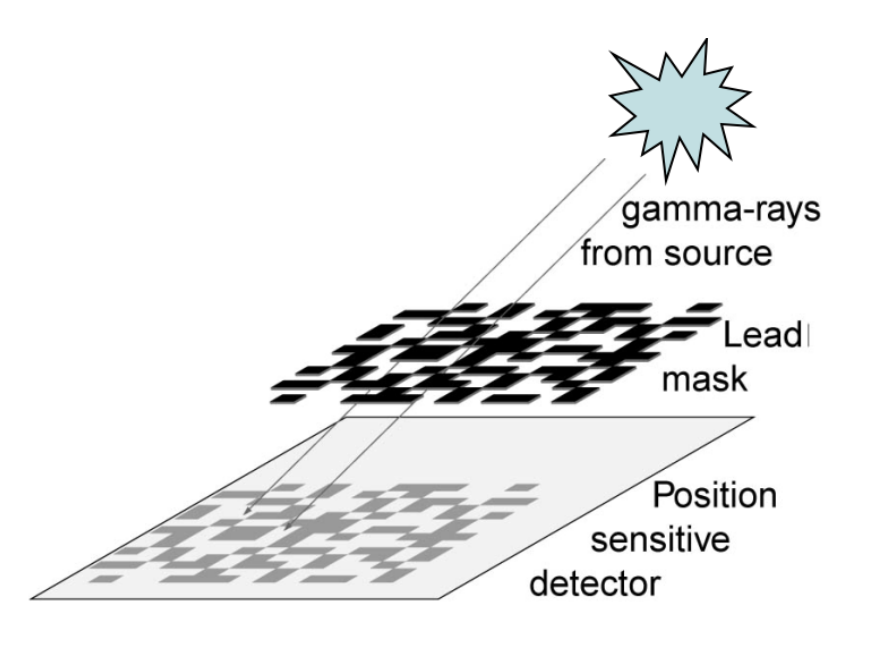 gamma-rays
from source
Lead
mask
Position
sensitive
detector